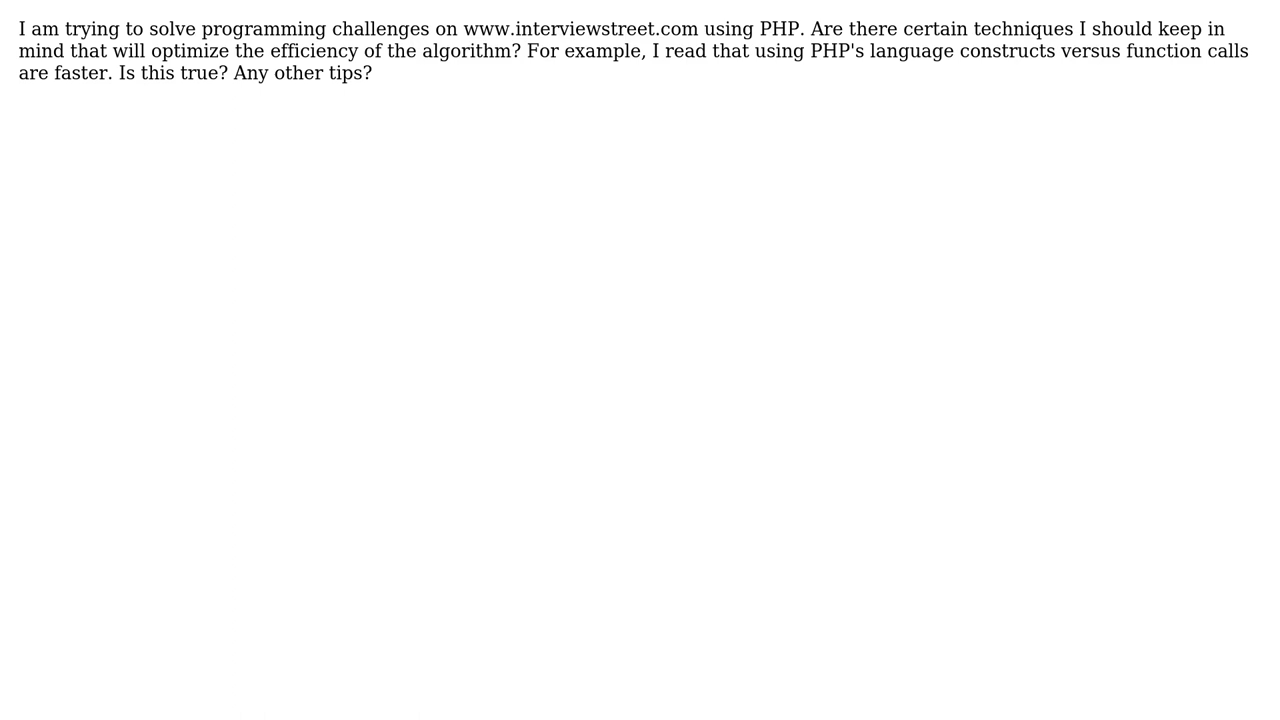 I am trying to solve programming challenges on www.interviewstreet.com using PHP. Are there certain techniques I should keep in
mind that will optimize the efficiency of the algorithm? For example, I read that using PHP's language constructs versus function calls
are faster. Is this true? Any other tips?